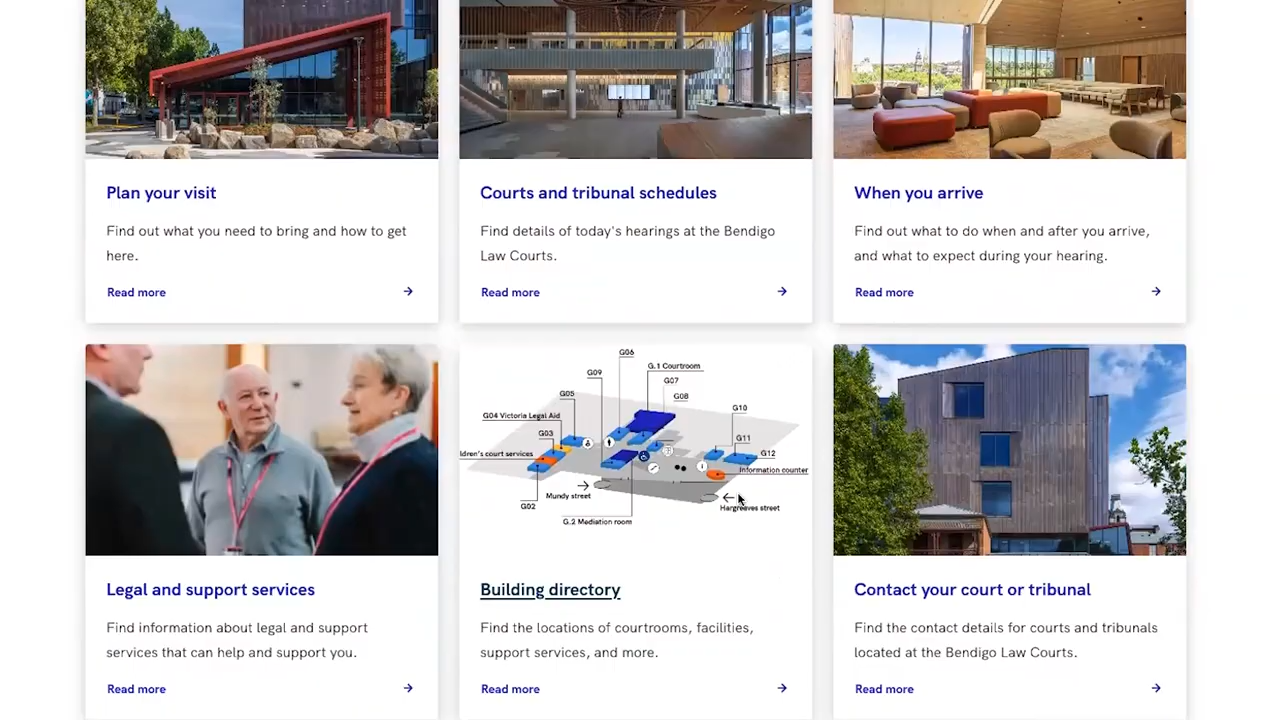 Plan your visit
Find out what you need to bring and how to get
here.
Read more
Courts and tribunal schedules
Find details of today's hearings at the Bendigo
Law Courts.
Read more
When you arrive
Find out what to do when and after you arrive,
and what to expect during your hearing.
Read more
G06
G.1 Courtroom
G09
G07
G05
G08
G04 Victoria Legal Aid
G10
G03
G11
ldren's court services
G12
Information counter
Mundy street
G02
Hargreaves street
G.2 Mediation room
Legal and support services
Find information about legal and support
services that can help and support you.
Read more
Building directory
Find the locations of courtrooms, facilities,
support services, and more.
Read more
Contact your court or tribunal
Find the contact details for courts and tribunals
located at the Bendigo Law Courts.
Read more